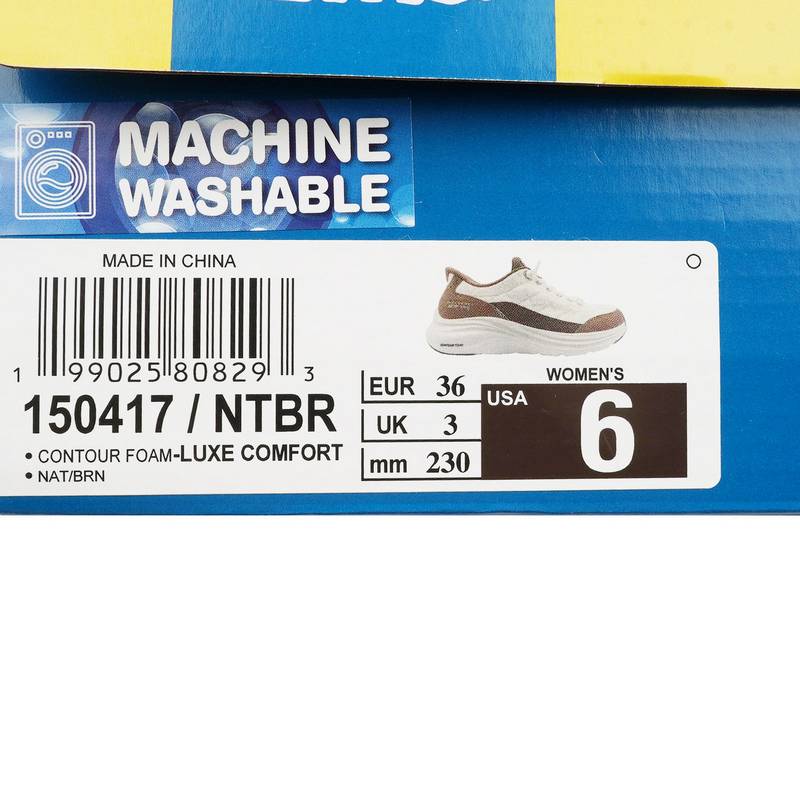 MACHINE
WASHABLE
MADE IN CHINA
1 99025 80829 3
150417 / NTBR
• CONTOUR FOAM-LUXE COMFORT
• NAT/BRN
EUR 36
UK 3
mm 230
WOMEN'S
USA 6